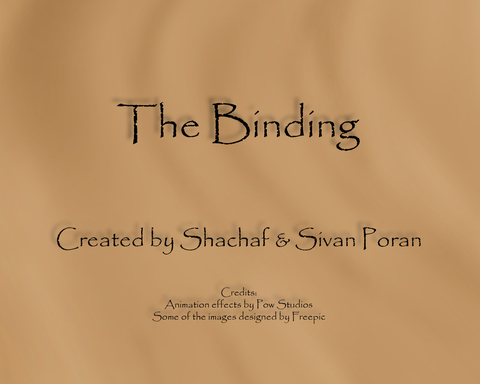 The Binding
Created by Shachaf & Sivan Poran
Credits:
Animation effects by Pow Studios
Some of the images designed by Freepic